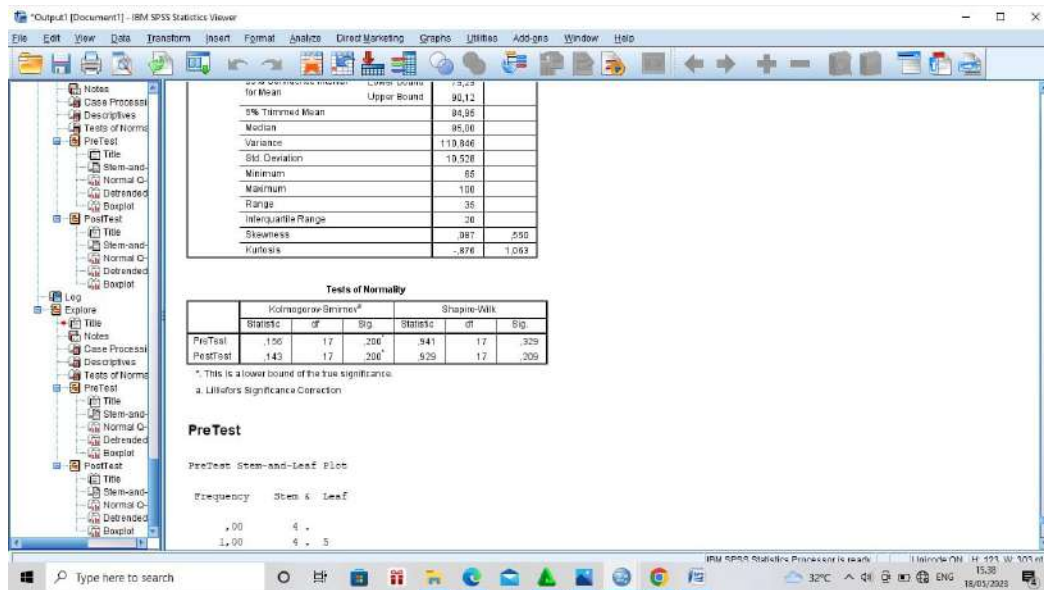 *Output1 [Document1] - IBM SPSS Statistics Viewer
File Edit View Data Transform Insert Format Analyze Direct Marketing Graphs Utilities Add-ons Window Help
Notes
Case Processi
Descriptives
Tests of Norma
PreTest
Title
Stem-and-
Normal Q-
Detrended
Boxplot
PostTest
Title
Stem-and-
Normal Q-
Detrended
Boxplot
Log
Explore
Title
Notes
Case Processi
Descriptives
Tests of Norma
PreTest
Title
Stem-and-
Normal Q-
Detrended
Boxplot
PostTest
Title
Stem-and-
Normal Q-
Detrended
Boxplot
for Mean Upper Bound 90,12
5% Trimmed Mean 84,95
Median 85,00
Variance 110,846
Std. Deviation 10,528
Minimum 65
Maximum 100
Range 35
Interquartile Range 20
Skewness ,087 ,550
Kurtosis -,876 1,063
Tests of Normality
Kolmogorov-Smirnovª Shapiro-Wilk
Statistic df Sig. Statistic df Sig.
PreTest ,156 17 ,200* ,941 17 ,329
PostTest ,143 17 ,200* ,929 17 ,209
*. This is a lower bound of the true significance.
a. Lilliefors Significance Correction
PreTest
PreTest Stem-and-Leaf Plot
Frequency Stem & Leaf
,00 4 .
1,00 4 . 5
IBM SPSS Statistics Processor is ready Unicode:ON H: 123, W: 303 pt
Type here to search 32°C ENG 15.38
18/05/2023